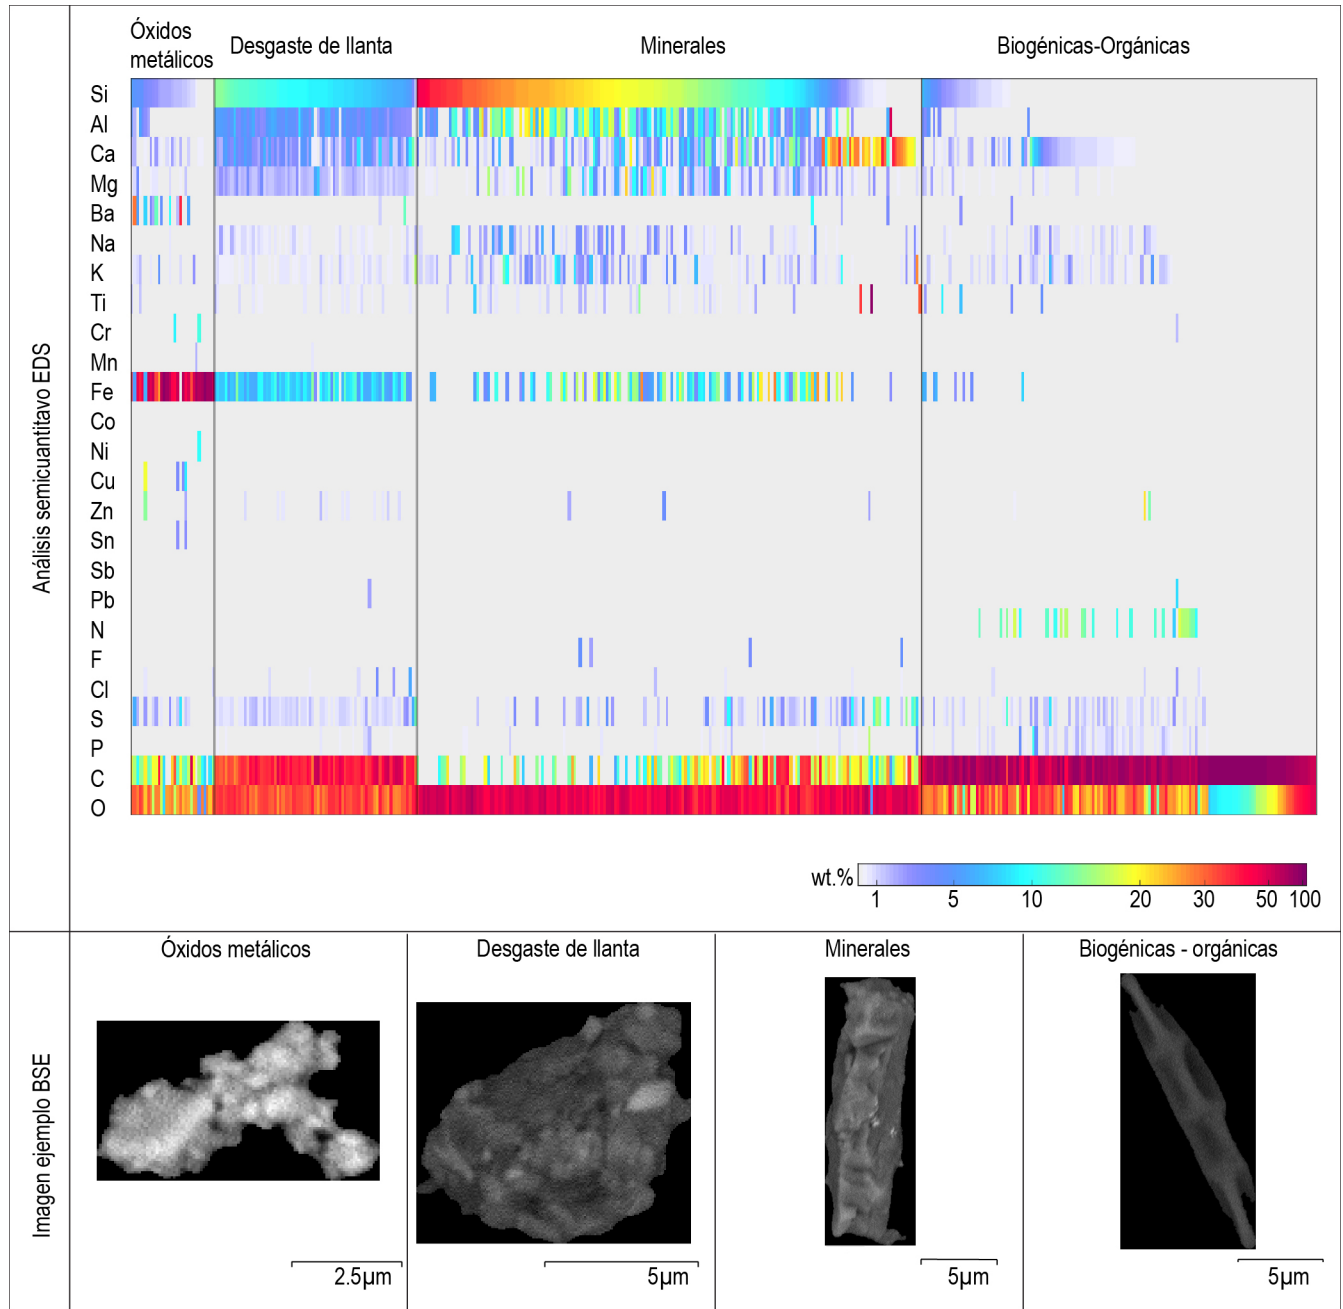 Óxidos
metálicos
Desgaste de llanta
Minerales
Biogénicas-Orgánicas
Análisis semicuantitavo EDS
Si
Al
Ca
Mg
Ba
Na
K
Ti
Cr
Mn
Fe
Co
Ni
Cu
Zn
Sn
Sb
Pb
N
F
Cl
S
P
C
O
wt.%
1 5 10 20 30 50 100
Imagen ejemplo BSE
Óxidos metálicos
Desgaste de llanta
Minerales
Biogénicas - orgánicas
2.5µm
5µm
5µm
5µm